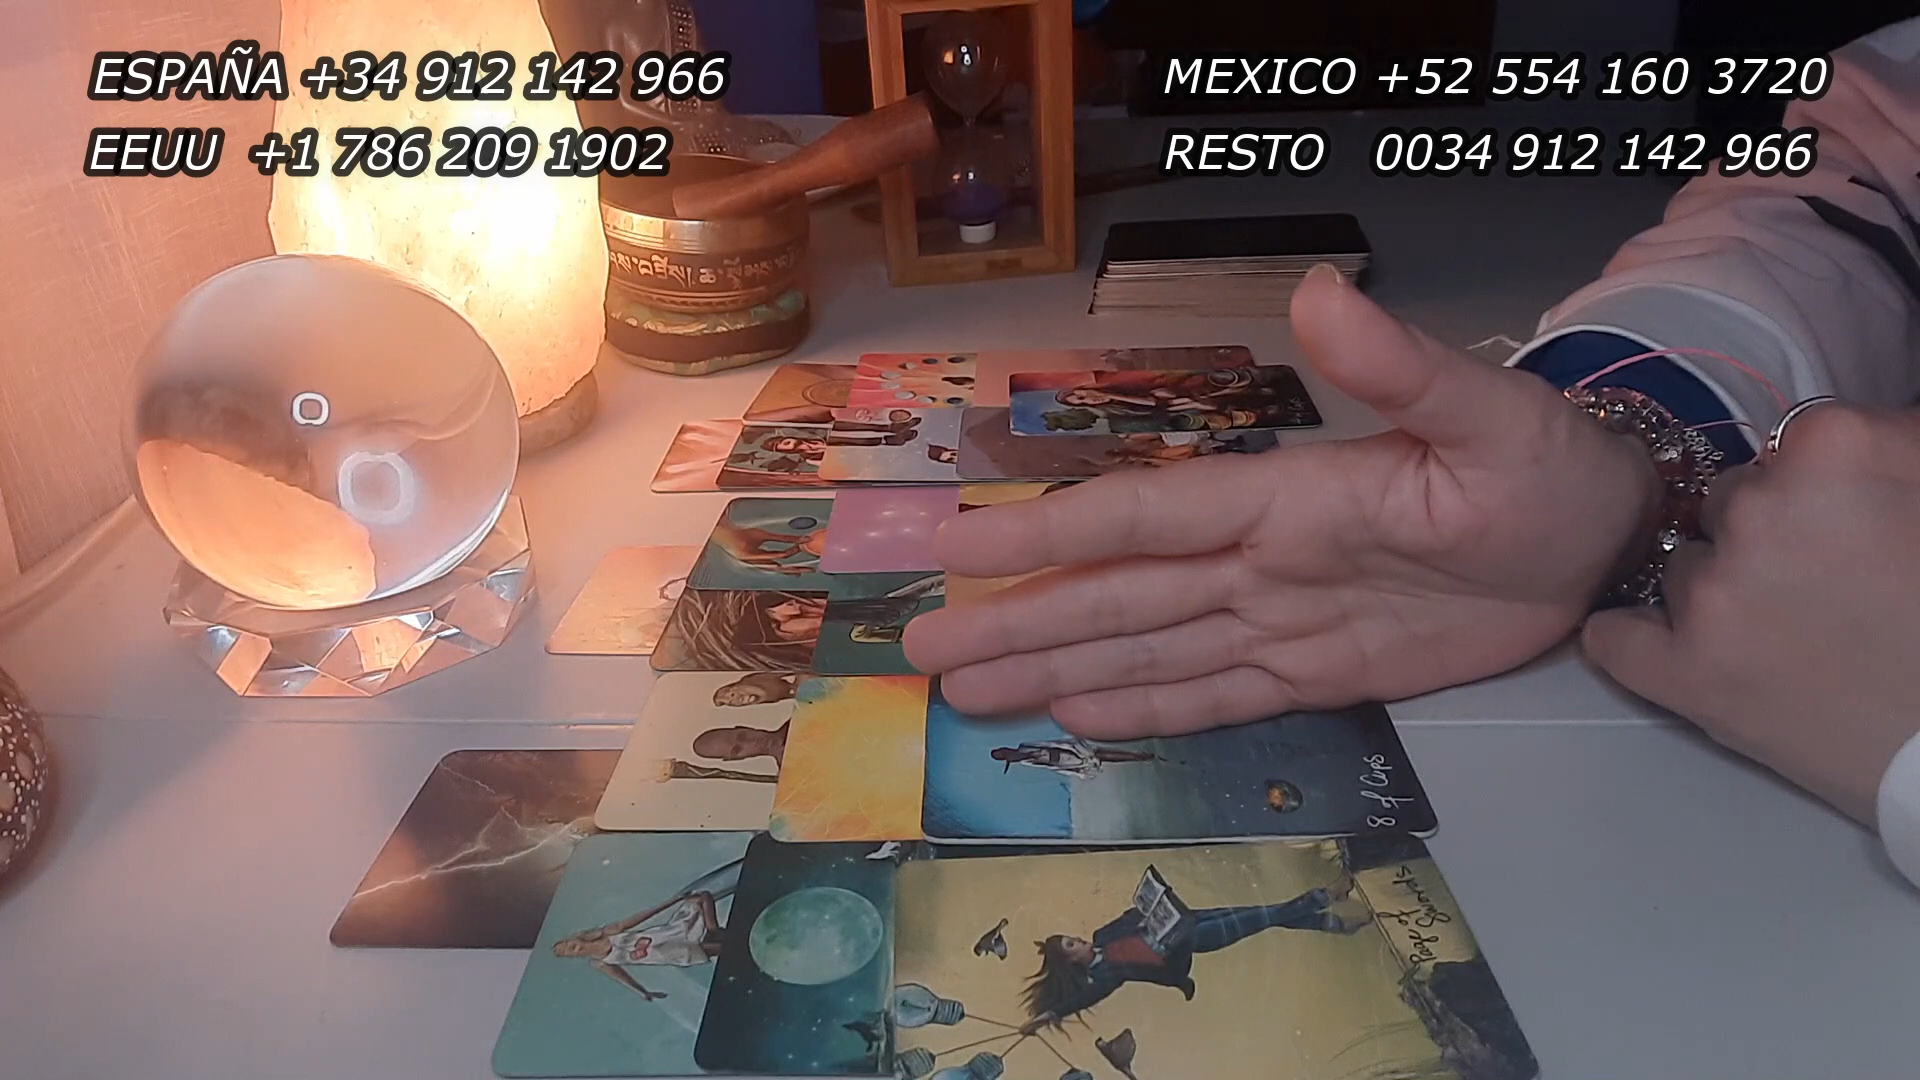 ESPAÑA +34 912 142 966
EEUU +1 786 209 1902
MEXICO +52 554 160 3720
RESTO 0034 912 142 966
8 of Cups
Page of Swords